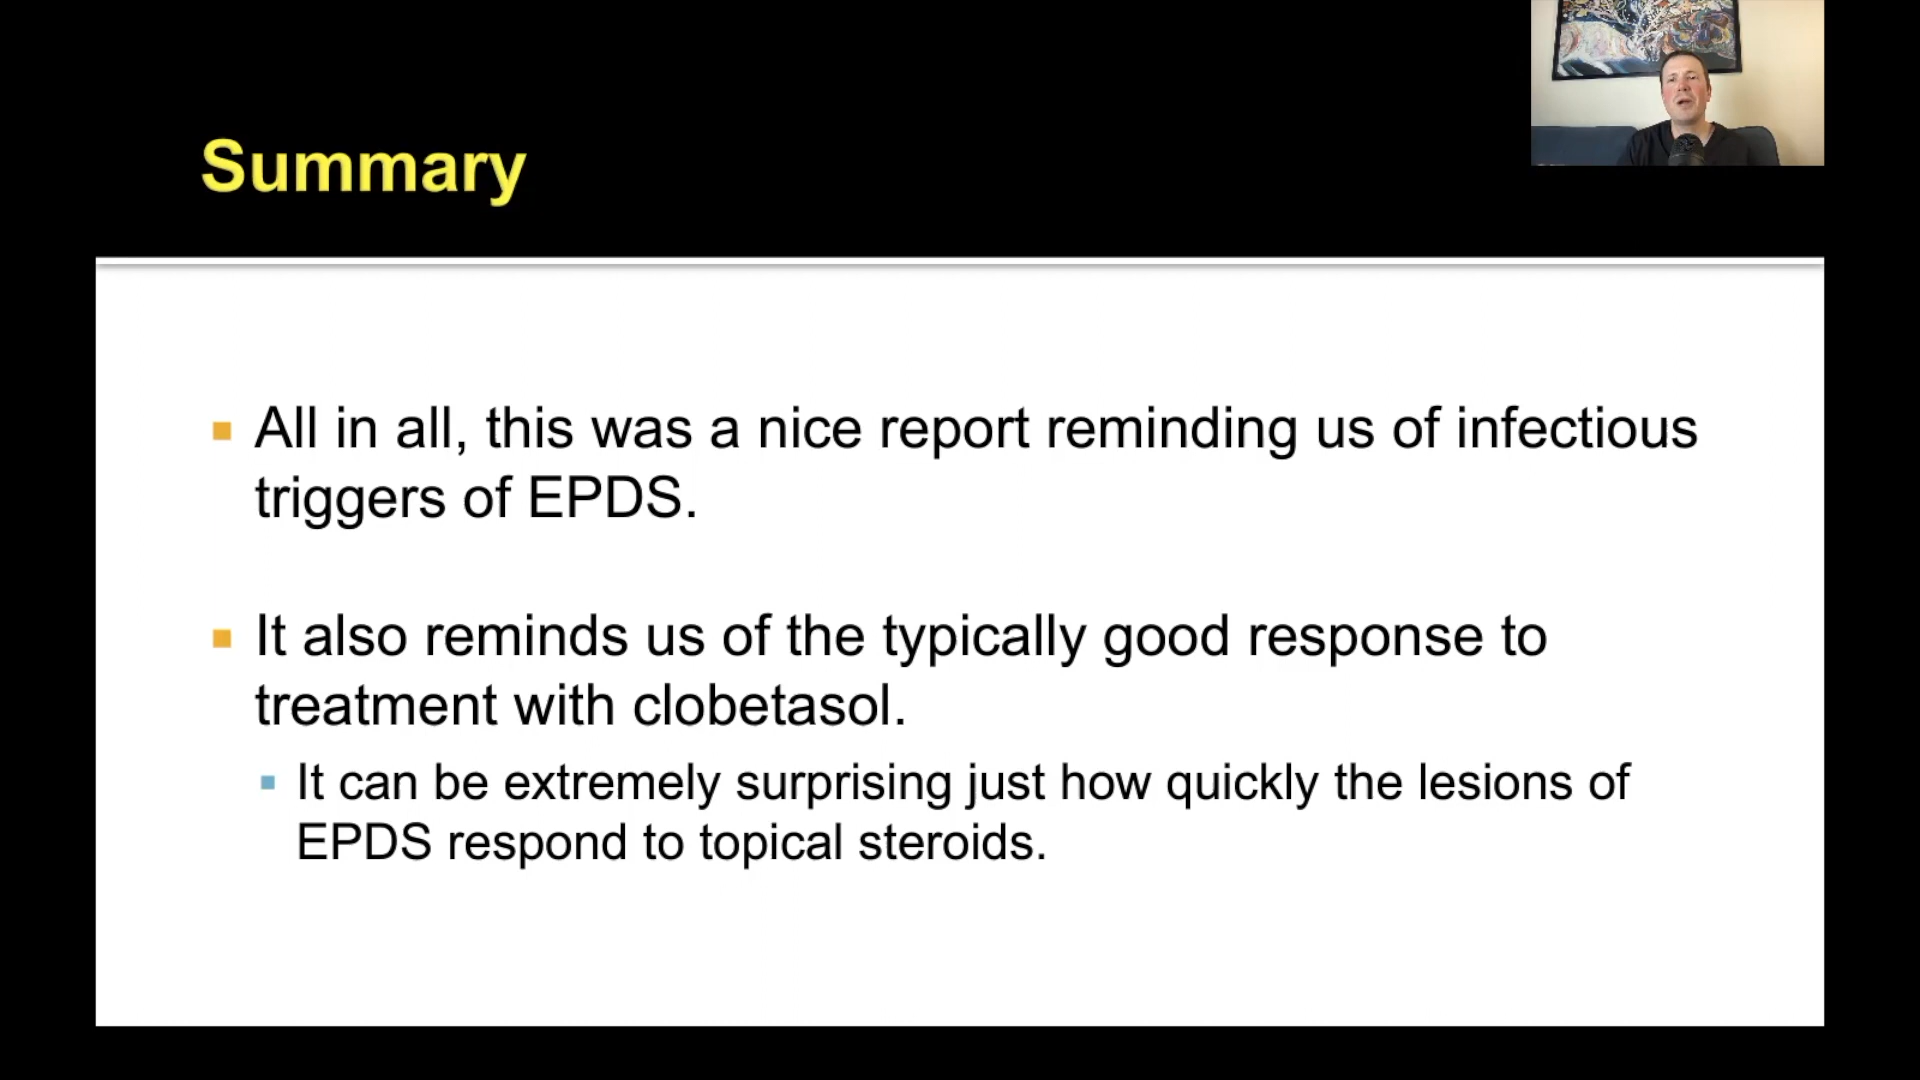 Summary
All in all, this was a nice report reminding us of infectious
triggers of EPDS.
It also reminds us of the typically good response to
treatment with clobetasol.
It can be extremely surprising just how quickly the lesions of
EPDS respond to topical steroids.